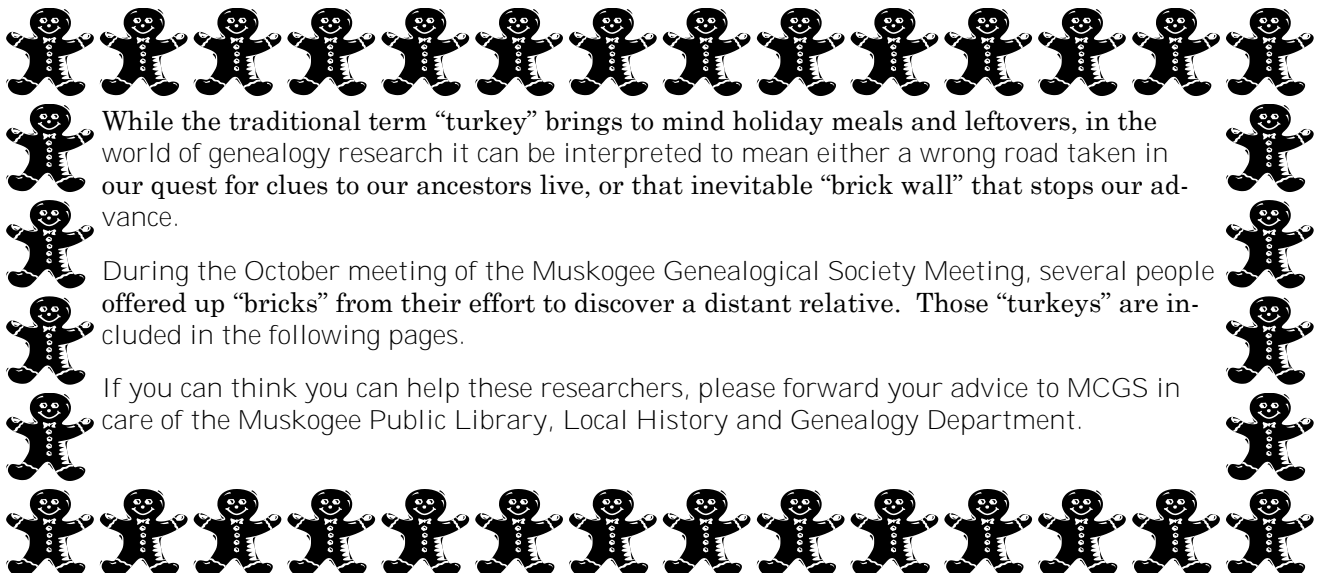 While the traditional term “turkey” brings to mind holiday meals and leftovers, in the
world of genealogy research it can be interpreted to mean either a wrong road taken in
our quest for clues to our ancestors live, or that inevitable “brick wall” that stops our ad-
vance.
During the October meeting of the Muskogee Genealogical Society Meeting, several people
offered up “bricks” from their effort to discover a distant relative.  Those “turkeys” are in-
cluded in the following pages.
If you can think you can help these researchers, please forward your advice to MCGS in
care of the Muskogee Public Library, Local History and Genealogy Department.